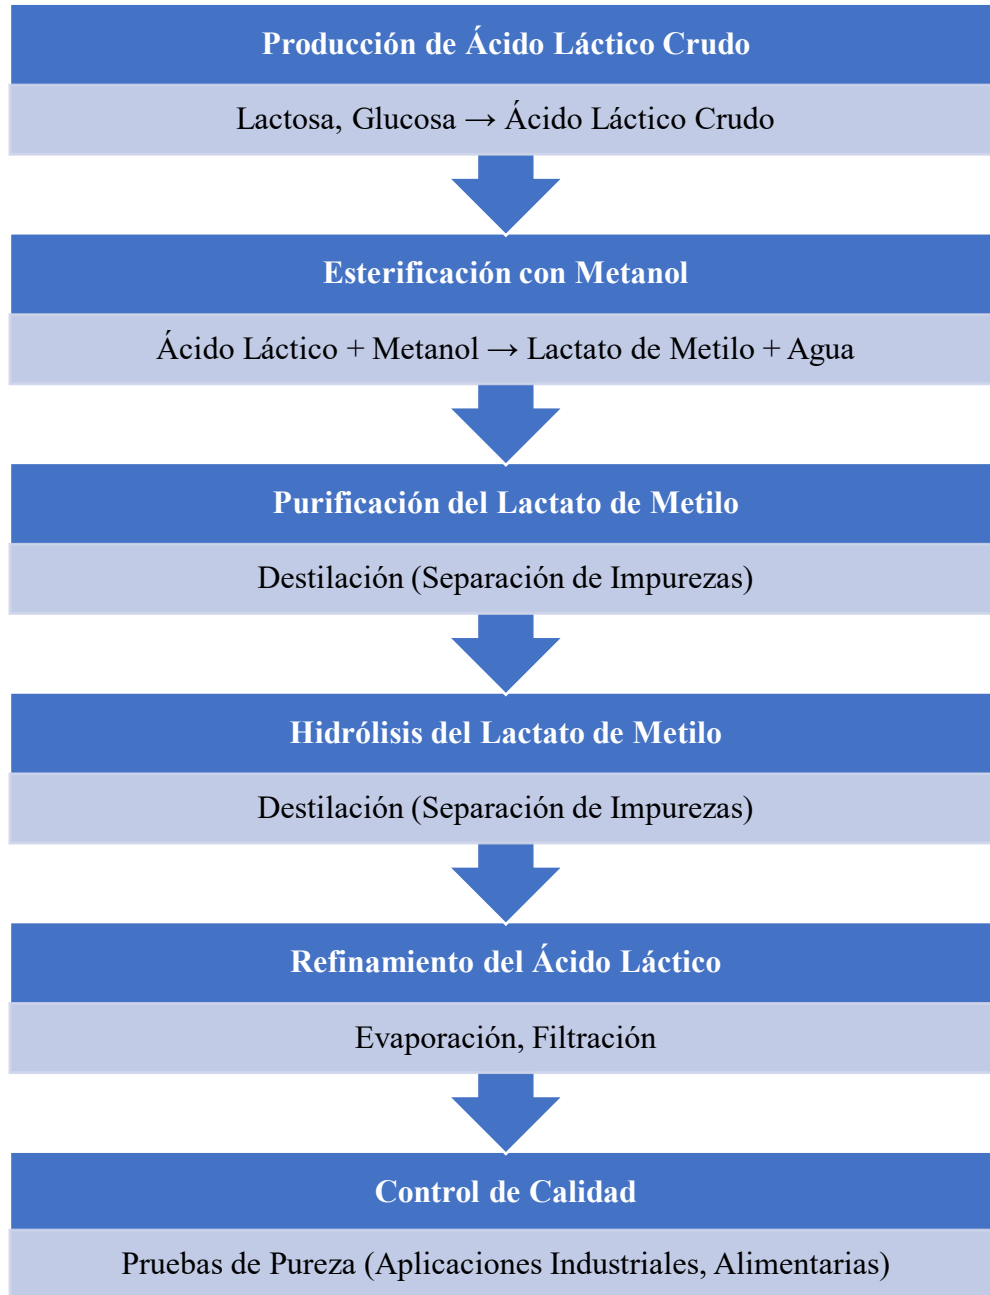 Producción de Ácido Láctico Crudo
Lactosa, Glucosa → Ácido Láctico Crudo
Esterificación con Metanol
Ácido Láctico + Metanol → Lactato de Metilo + Agua
Purificación del Lactato de Metilo
Destilación (Separación de Impurezas)
Hidrólisis del Lactato de Metilo
Destilación (Separación de Impurezas)
Refinamiento del Ácido Láctico
Evaporación, Filtración
Control de Calidad
Pruebas de Pureza (Aplicaciones Industriales, Alimentarias)